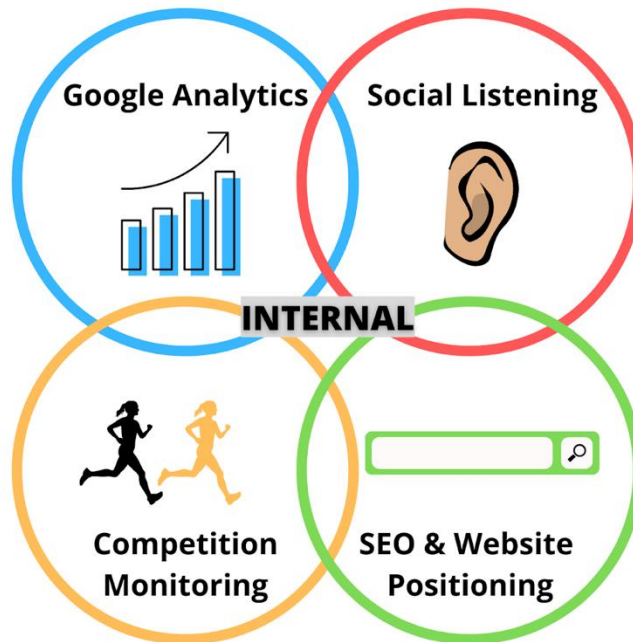 Google Analytics
Social Listening
INTERNAL
Competition
Monitoring
SEO & Website
Positioning